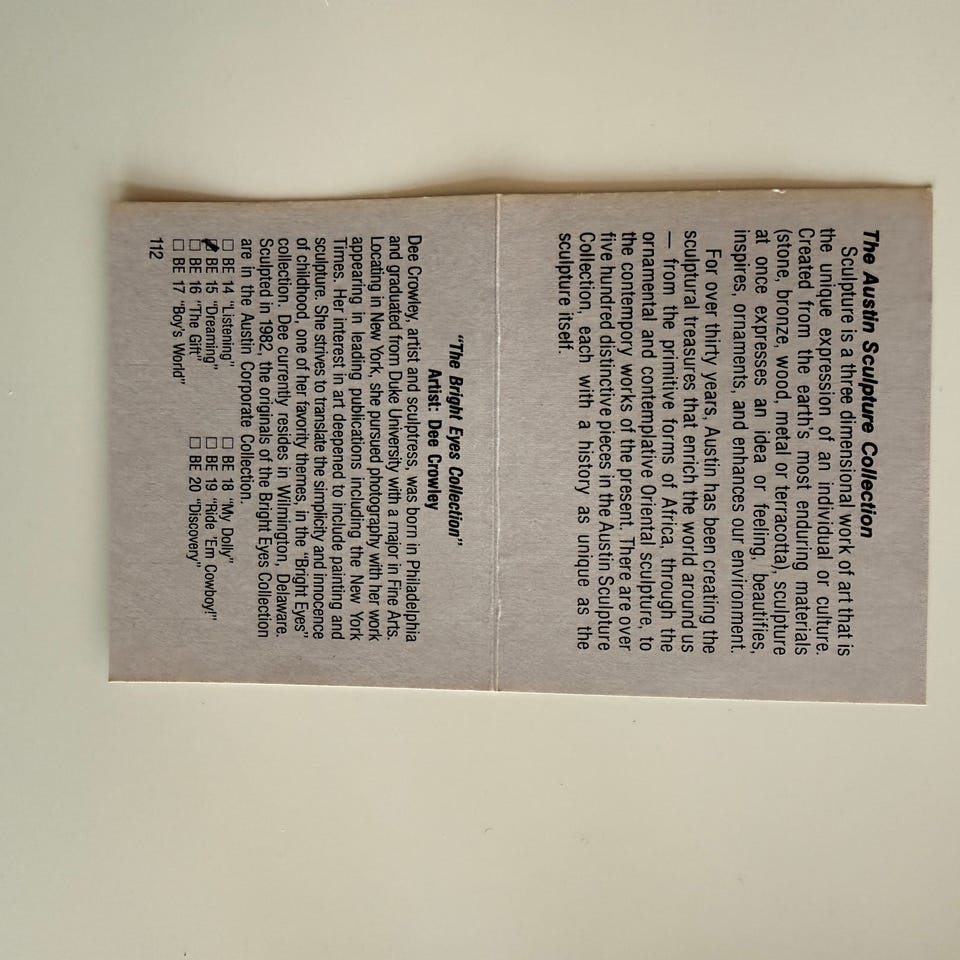 The Austin Sculpture Collection
Sculpture is a three dimensional work of art that is
the unique expression of an individual or culture.
Created from the earth's most enduring materials
(stone, bronze, wood, metal or terracotta), sculpture
at once expresses an idea or feeling, beautifies,
inspires, ornaments, and enhances our environment.
For over thirty years, Austin has been creating the
sculptural treasures that enrich the world around us
— from the primitive forms of Africa, through the
ornamental and contemplative Oriental sculpture, to
the contempory works of the present. There are over
five hundred distinctive pieces in the Austin Sculpture
Collection, each with a history as unique as the
sculpture itself.
"The Bright Eyes Collection"
Artist: Dee Crowley
Dee Crowley, artist and sculptress, was born in Philadelphia
and graduated from Duke University with a major in Fine Arts.
Locating in New York, she pursued photography with her work
appearing in leading publications including the New York
Times. Her interest in art deepened to include painting and
sculpture. She strives to translate the simplicity and innocence
of childhood, one of her favorite themes, in the "Bright Eyes"
collection. Dee currently resides in Wilmington, Delaware.
Sculpted in 1982, the originals of the Bright Eyes Collection
are in the Austin Corporate Collection.
☐ BE 14 "Listening" ☐ BE 18 "My Dolly"
☑ BE 15 "Dreaming" ☐ BE 19 "Ride 'Em Cowboy!"
☐ BE 16 "The Gift" ☐ BE 20 "Discovery"
☐ BE 17 "Boy's World"
112